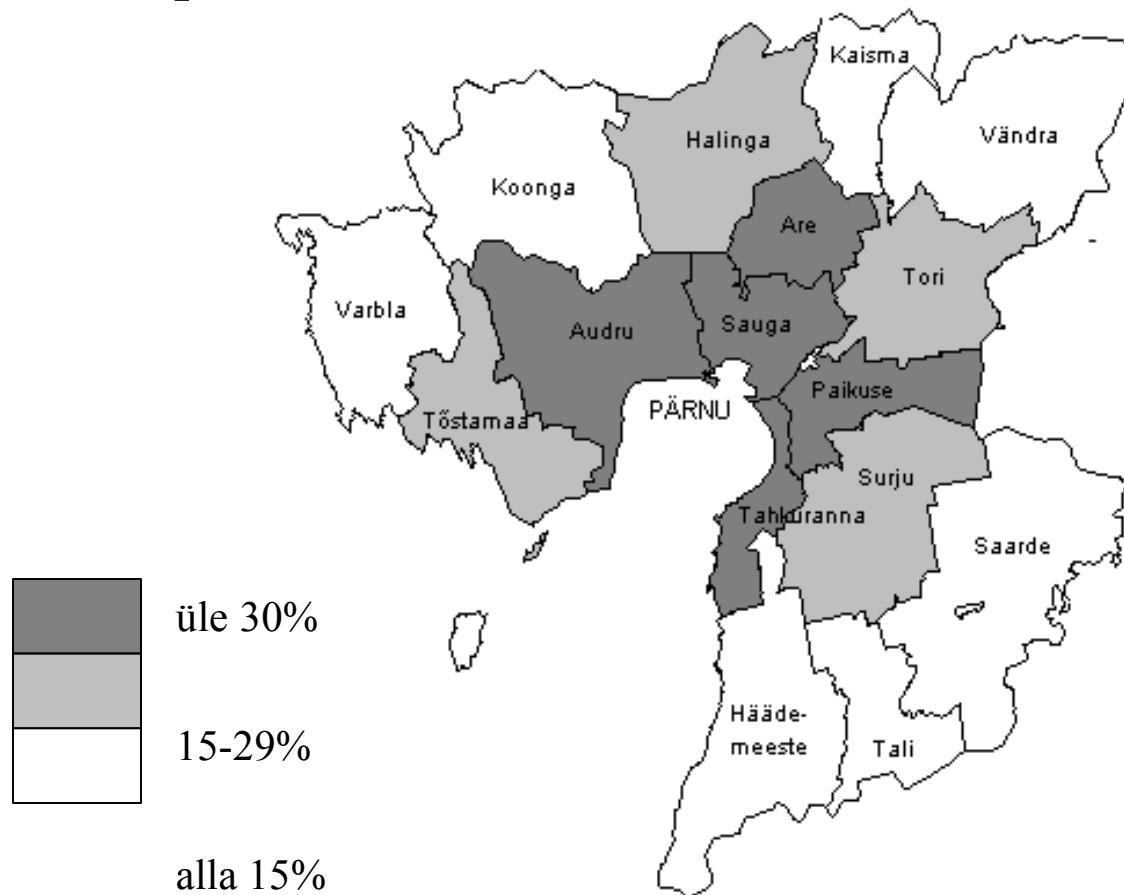 Kaisma
Vändra
Halinga
Koonga
Are
Tori
Varbla
Audru
Sauga
Paikuse
PÄRNU
Tõstamaa
Surju
Tahkuranna
Saarde
Häade-
meeste
Tali
üle 30%
15-29%
alla 15%